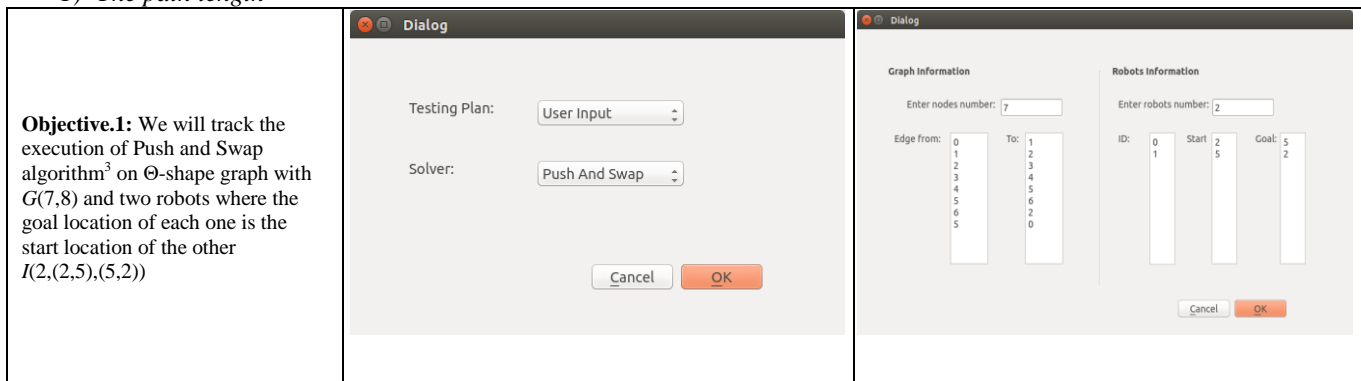 Objective.1: We will track the
execution of Push and Swap
algorithm3 on Θ-shape graph with
G(7,8) and two robots where the
goal location of each one is the
start location of the other
I(2,(2,5),(5,2))
Dialog
Testing Plan: User Input
Solver: Push And Swap
Cancel OK
Dialog
Graph Information Robots Information
Enter nodes number: 7 Enter robots number: 2
Edge from: 0 To: 1 ID: 0 Start 2 Goal: 5
1 2 1 5 2
2 3
3 4
4 5
5 6
6 2
5 0
Cancel OK